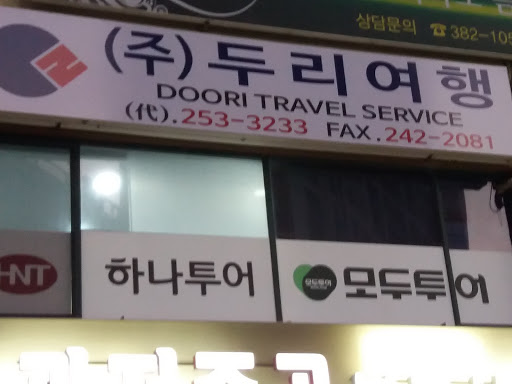 상담문의 ☎382-105
(주)두리여행
DOORI TRAVEL SERVICE
(代).253-3233 FAX.242-2081
HNT 하나투어 모두투어 모두투어